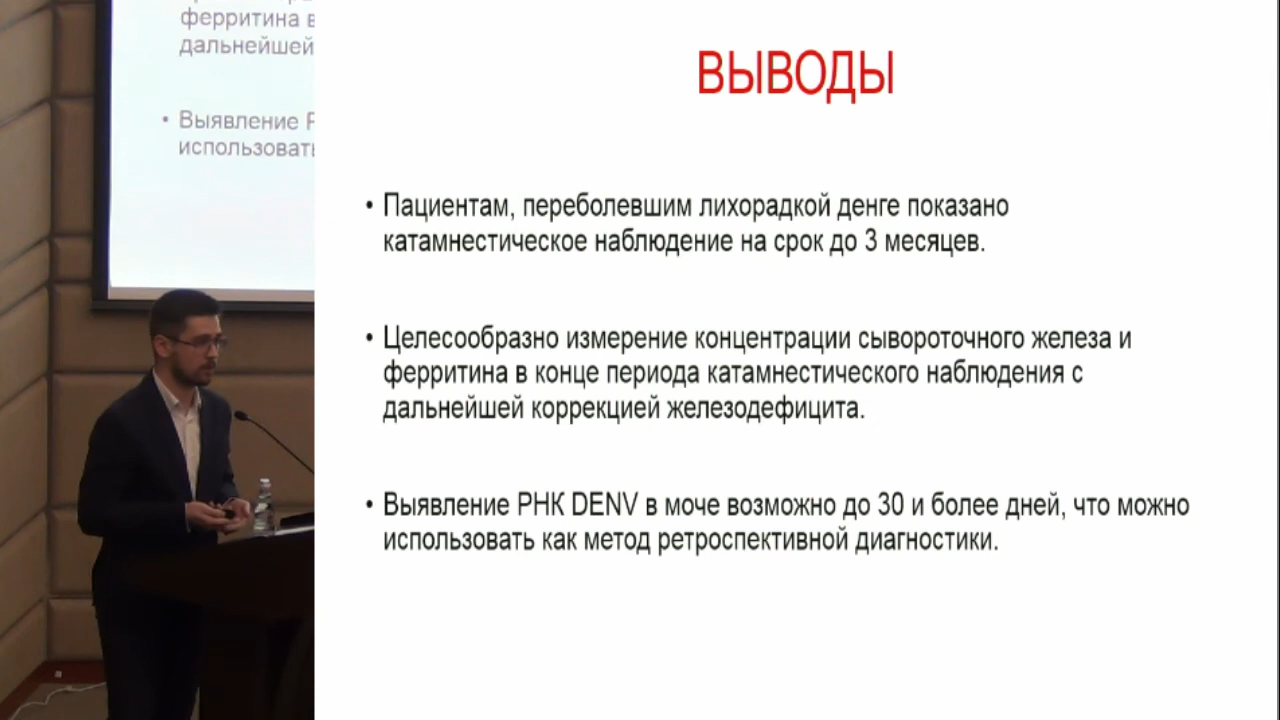 ферритина в
дальнейшей
• Выявление Р
использовать
ВЫВОДЫ
• Пациентам, переболевшим лихорадкой денге показано
катамнестическое наблюдение на срок до 3 месяцев.
• Целесообразно измерение концентрации сывороточного железа и
ферритина в конце периода катамнестического наблюдения с
дальнейшей коррекцией железодефицита.
• Выявление РНК DENV в моче возможно до 30 и более дней, что можно
использовать как метод ретроспективной диагностики.